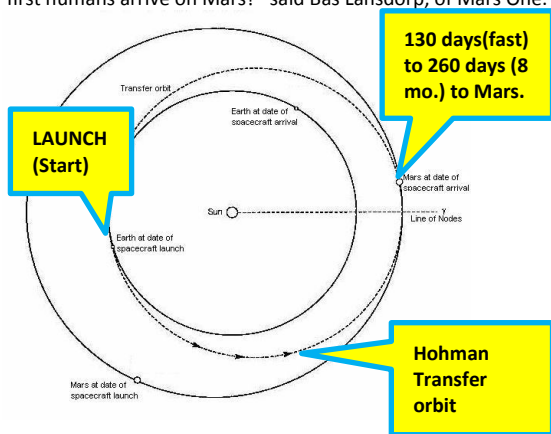 first humans arrive on Mars?" said Bas Lansdorp, of Mars One.
130 days(fast)
to 260 days (8
mo.) to Mars.
Transfer orbit
Earth at date of
spacecraft arrival
LAUNCH
(Start)
Mars at date of
spacecraft arrival
Sun
γ
Line of Nodes
Earth at date of
spacecraft launch
Hohman
Transfer
orbit
Mars at date of
spacecraft launch